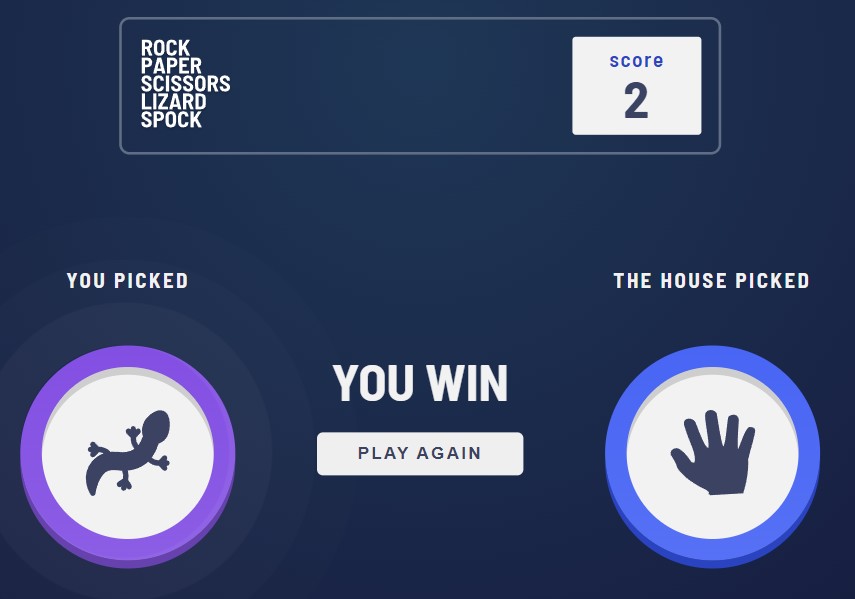 ROCK
PAPER
SCISSORS
LIZARD
SPOCK
score
2
YOU PICKED
THE HOUSE PICKED
YOU WIN
PLAY AGAIN